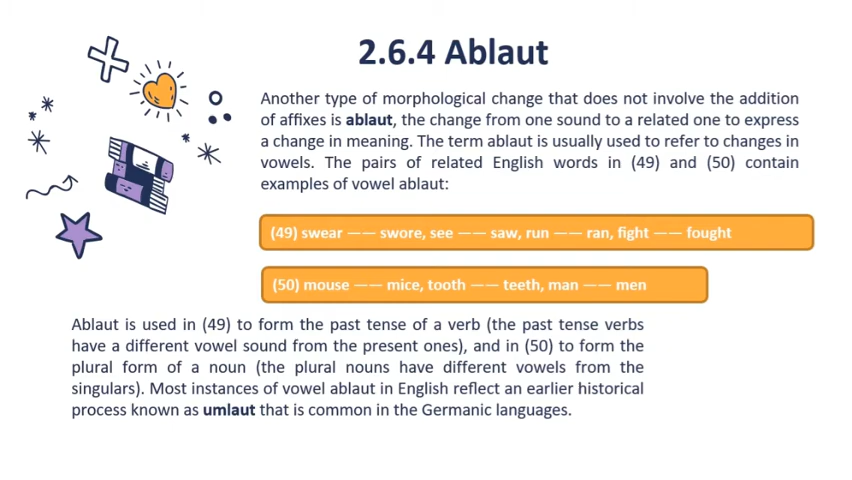 2.6.4 Ablaut
Another type of morphological change that does not involve the addition
of affixes is ablaut, the change from one sound to a related one to express
a change in meaning. The term ablaut is usually used to refer to changes in
vowels. The pairs of related English words in (49) and (50) contain
examples of vowel ablaut:
(49) swear —— swore, see —— saw, run —— ran, fight —— fought
(50) mouse —— mice, tooth —— teeth, man —— men
Ablaut is used in (49) to form the past tense of a verb (the past tense verbs
have a different vowel sound from the present ones), and in (50) to form the
plural form of a noun (the plural nouns have different vowels from the
singulars). Most instances of vowel ablaut in English reflect an earlier historical
process known as umlaut that is common in the Germanic languages.